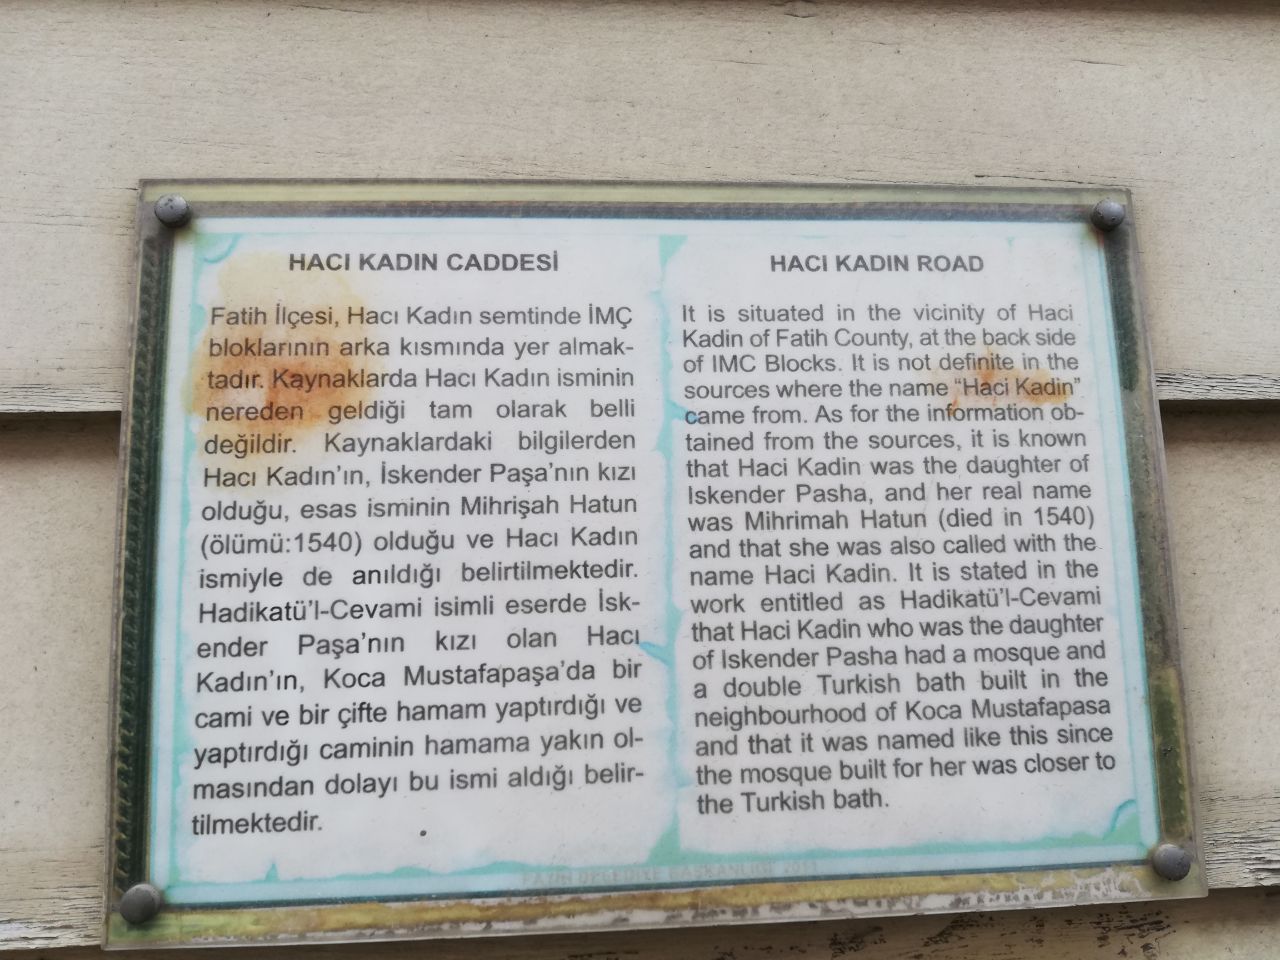 HACI KADIN CADDESİ
Fatih İlçesi, Hacı Kadın semtinde İMÇ
bloklarının arka kısmında yer almak-
tadır. Kaynaklarda Hacı Kadın isminin
nereden geldiği tam olarak belli
değildir. Kaynaklardaki bilgilerden
Hacı Kadın’ın, İskender Paşa’nın kızı
olduğu, esas isminin Mihrişah Hatun
(ölümü:1540) olduğu ve Hacı Kadın
ismiyle de anıldığı belirtilmektedir.
Hadikatü’l-Cevami isimli eserde İsk-
ender Paşa’nın kızı olan Hacı
Kadın’ın, Koca Mustafapaşa’da bir
cami ve bir çifte hamam yaptırdığı ve
yaptırdığı caminin hamama yakın ol-
masından dolayı bu ismi aldığı belir-
tilmektedir.
HACI KADIN ROAD
It is situated in the vicinity of Haci
Kadin of Fatih County, at the back side
of IMC Blocks. It is not definite in the
sources where the name “Haci Kadin”
came from. As for the information ob-
tained from the sources, it is known
that Haci Kadin was the daughter of
Iskender Pasha, and her real name
was Mihrimah Hatun (died in 1540)
and that she was also called with the
name Haci Kadin. It is stated in the
work entitled as Hadikatü’l-Cevami
that Haci Kadin who was the daughter
of Iskender Pasha had a mosque and
a double Turkish bath built in the
neighbourhood of Koca Mustafapasa
and that it was named like this since
the mosque built for her was closer to
the Turkish bath.